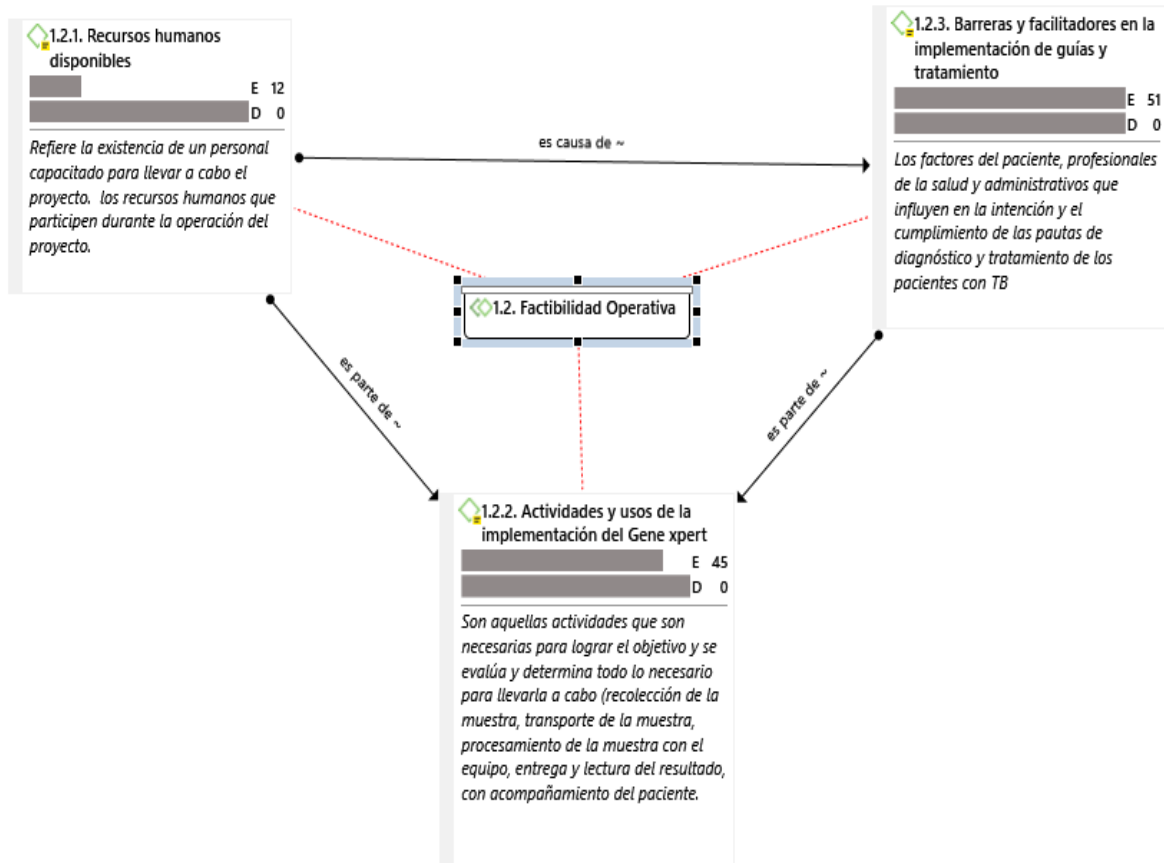 1.2.1. Recursos humanos
disponibles
E 12
D 0
Refiere la existencia de un personal
capacitado para llevar a cabo el
proyecto. los recursos humanos que
participen durante la operación del
proyecto.
es causa de ~
1.2.3. Barreras y facilitadores en la
implementación de guías y
tratamiento
E 51
D 0
Los factores del paciente, profesionales
de la salud y administrativos que
influyen en la intención y el
cumplimiento de las pautas de
diagnóstico y tratamiento de los
pacientes con TB
1.2. Factibilidad Operativa
es parte de ~
es parte de ~
1.2.2. Actividades y usos de la
implementación del Gene xpert
E 45
D 0
Son aquellas actividades que son
necesarias para lograr el objetivo y se
evalúa y determina todo lo necesario
para llevarla a cabo (recolección de la
muestra, transporte de la muestra,
procesamiento de la muestra con el
equipo, entrega y lectura del resultado,
con acompañamiento del paciente.